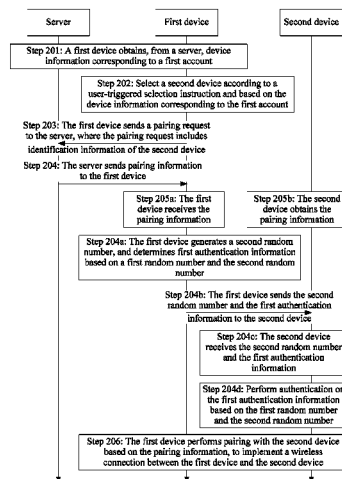 Server
First device
Second device
Step 201: A first device obtains, from a server, device
information corresponding to a first account
Step 202: Select a second device according to a
user-triggered selection instruction and based on the
device information corresponding to the first account
Step 203: The first device sends a pairing request
to the server, where the pairing request includes
identification information of the second device
Step 204: The server sends pairing information
to the first device
Step 205a: The first
device receives the
pairing information
Step 205b: The second
device obtains the
pairing information
Step 204a: The first device generates a second random
number, and determines first authentication information
based on a first random number and the second random
number
Step 204b: The first device sends the second
random number and the first authentication
information to the second device
Step 204c: The second device
receives the second random number
and the first authentication
information
Step 204d: Perform authentication on
the first authentication information
based on the first random number
and the second random number
Step 206: The first device performs pairing with the second device
based on the pairing information, to implement a wireless
connection between the first device and the second device